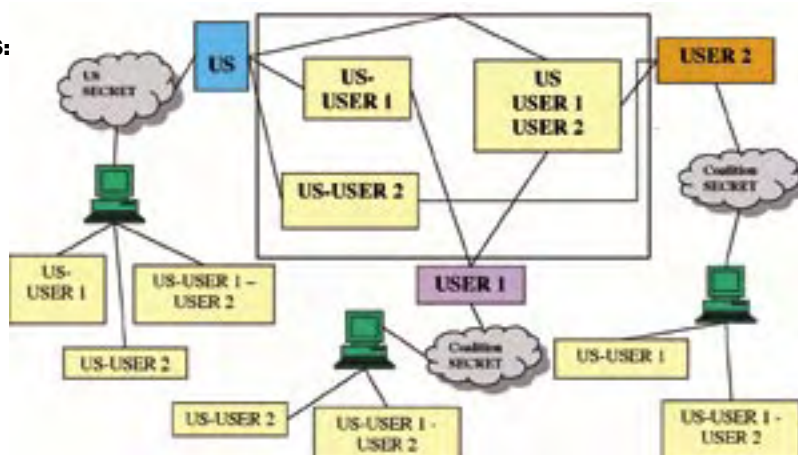 s:
US
SECRET
US
US-
USER 1
US
USER 1
USER 2
USER 2
US-USER 2
Coalition
SECRET
US-
USER 1
US-USER 1 –
USER 2
US-USER 2
USER 1
Coalition
SECRET
US-USER 2
US-USER 1 -
USER 2
US-USER 1
US-USER 1 -
USER 2